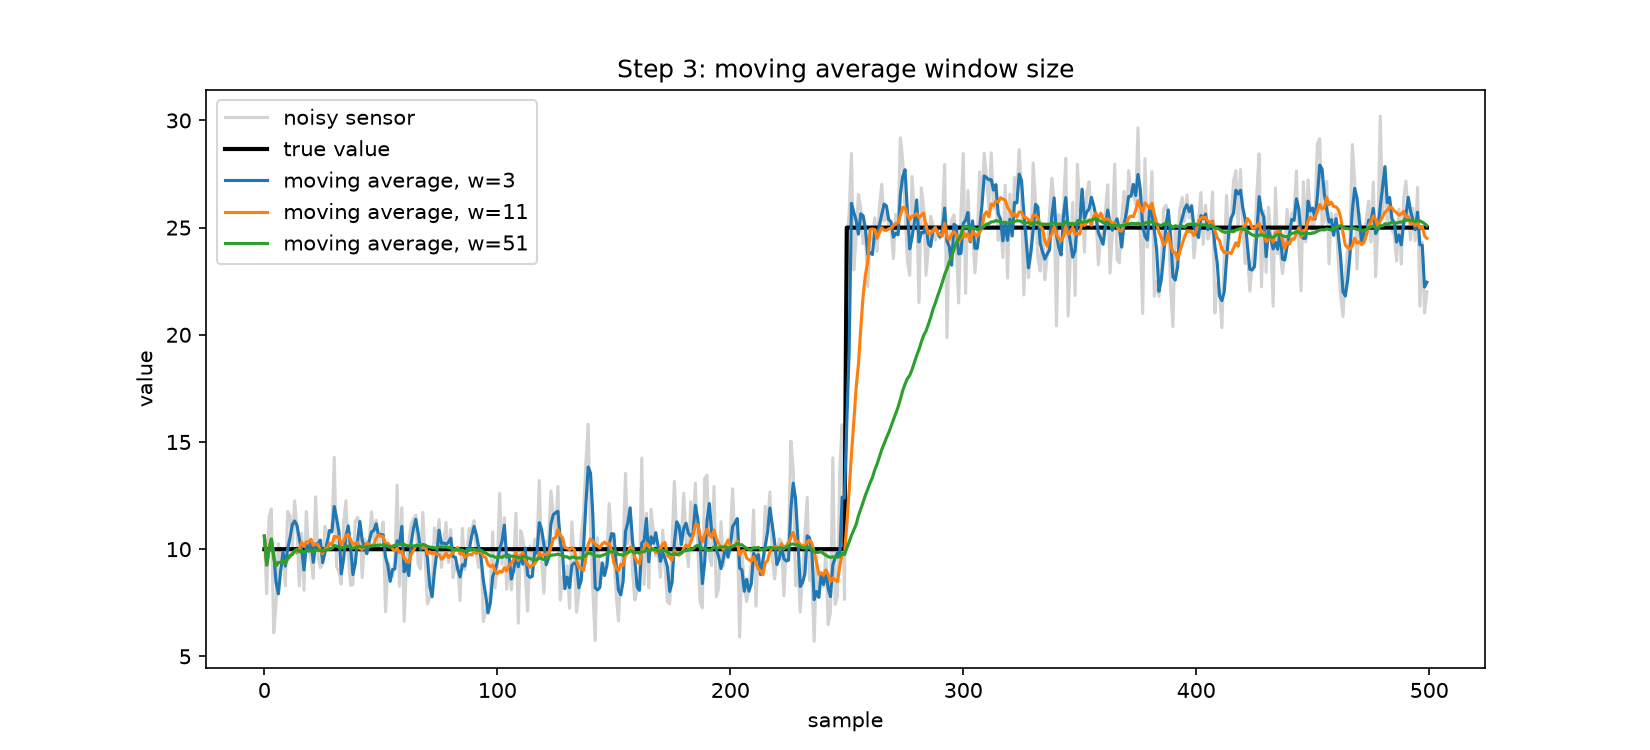 Step 3: moving average window size
noisy sensor
true value
moving average, w=3
moving average, w=11
moving average, w=51
30
25
20
15
10
5
value
0 100 200 300 400 500
sample